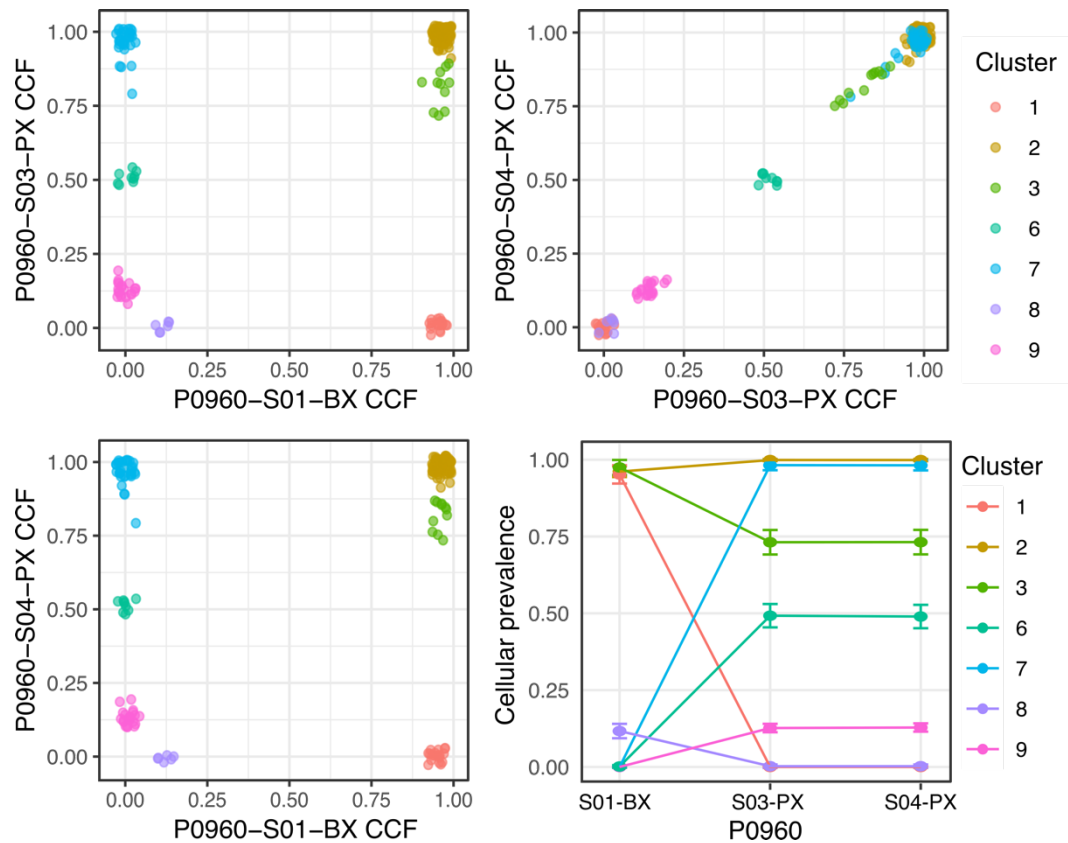 P0960−S03−PX CCF
1.00
0.75
0.50
0.25
0.00
0.00 0.25 0.50 0.75 1.00
P0960−S01−BX CCF
P0960−S04−PX CCF
1.00
0.75
0.50
0.25
0.00
0.00 0.25 0.50 0.75 1.00
P0960−S03−PX CCF
Cluster
1
2
3
6
7
8
9
P0960−S04−PX CCF
1.00
0.75
0.50
0.25
0.00
0.00 0.25 0.50 0.75 1.00
P0960−S01−BX CCF
Cellular prevalence
1.00
0.75
0.50
0.25
0.00
S01−BX S03−PX S04−PX
P0960
Cluster
1
2
3
6
7
8
9